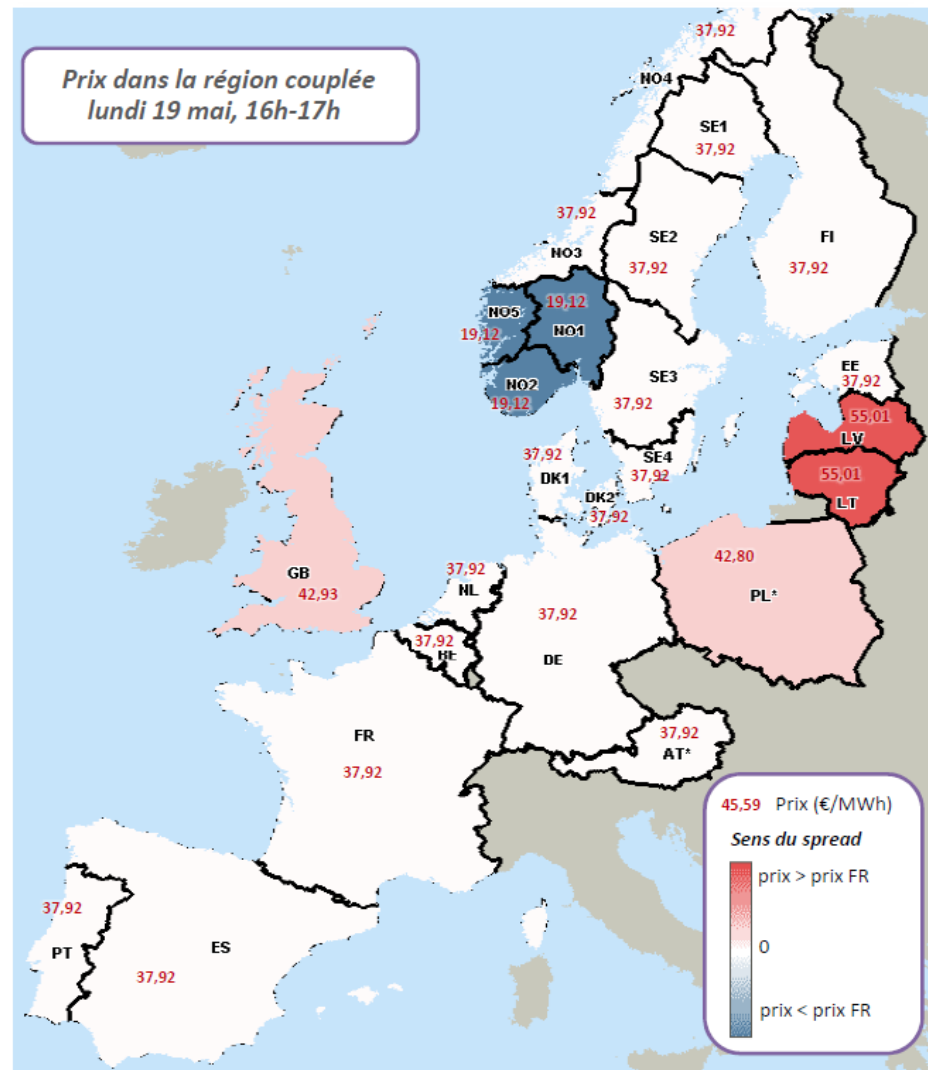 Prix dans la région couplée
lundi 19 mai, 16h-17h
37,92
NO4
SE1
37,92
37,92
NO3
SE2
37,92
FI
37,92
NO5
19,12
19,12
NO1
NO2
19,12
SE3
37,92
EE
37,92
55,01
LV
55,01
LT
37,92
DK1
SE4
37,92
DK2*
37,92
GB
42,93
37,92
NL
37,92
BE
37,92
DE
42,80
PL*
FR
37,92
37,92
AT*
37,92
PT
ES
37,92
45,59 Prix (€/MWh)
Sens du spread
prix > prix FR
0
prix < prix FR